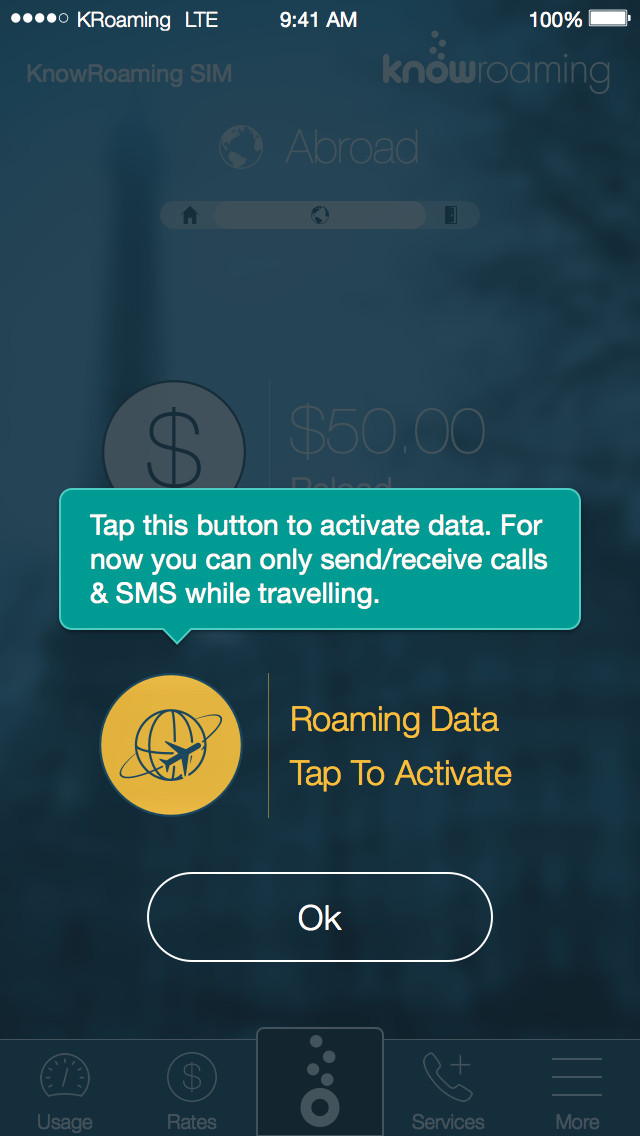 KRoaming LTE 9:41 AM 100%
KnowRoaming SIM
knowroaming
Abroad
$
$50.00
Reload
Tap this button to activate data. For
now you can only send/receive calls
& SMS while travelling.
Roaming Data
Tap To Activate
Ok
$
Usage Rates Services More